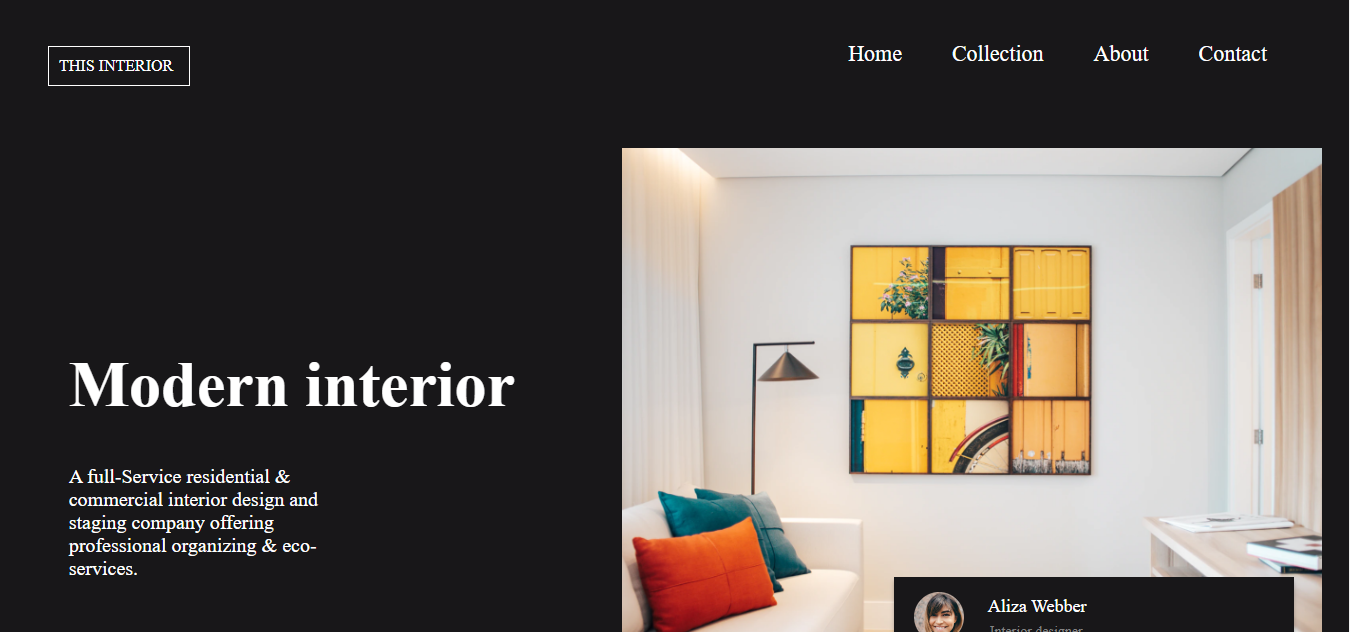 THIS INTERIOR
Home Collection About Contact
Modern interior
A full-Service residential &
commercial interior design and
staging company offering
professional organizing & eco-
services.
Aliza Webber
Interior designer